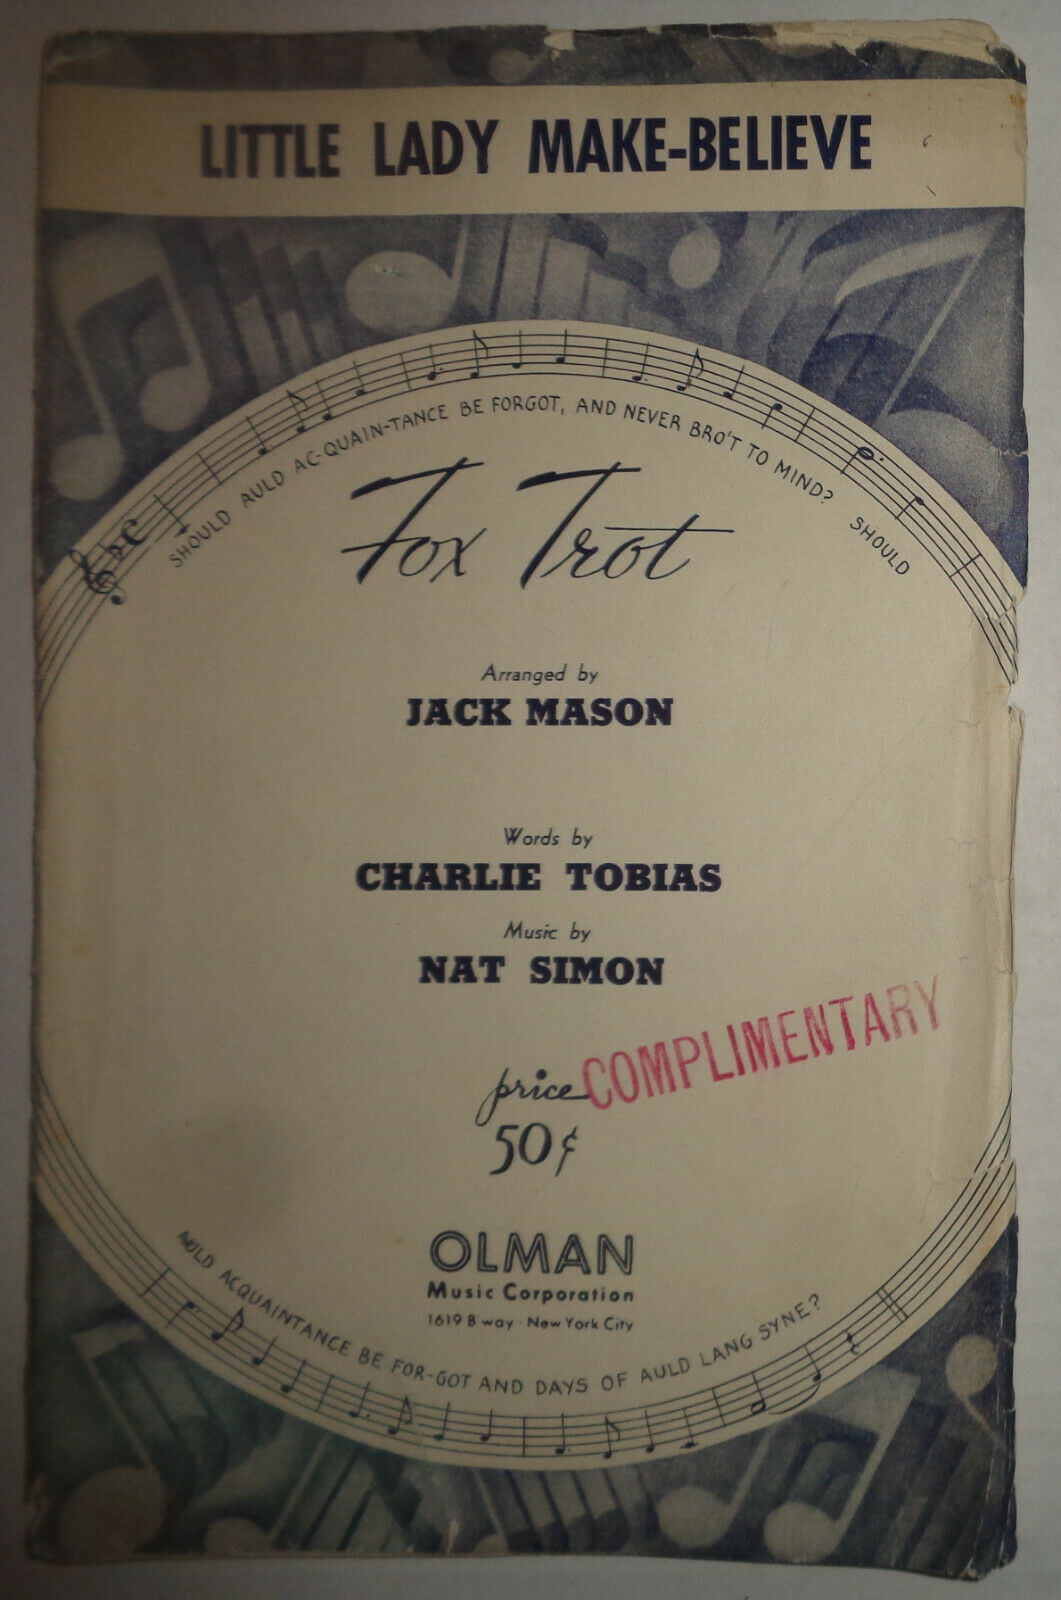 LITTLE LADY MAKE-BELIEVE
SHOULD AULD AC-QUAIN-TANCE BE FORGOT, AND NEVER BRO'T TO MIND? SHOULD
Fox Trot
Arranged by
JACK MASON
Words by
CHARLIE TOBIAS
Music by
NAT SIMON
COMPLIMENTARY
price
50¢
OLMAN
Music Corporation
1619 B'way · New York City
AULD ACQUAINTANCE BE FOR-GOT AND DAYS OF AULD LANG SYNE?